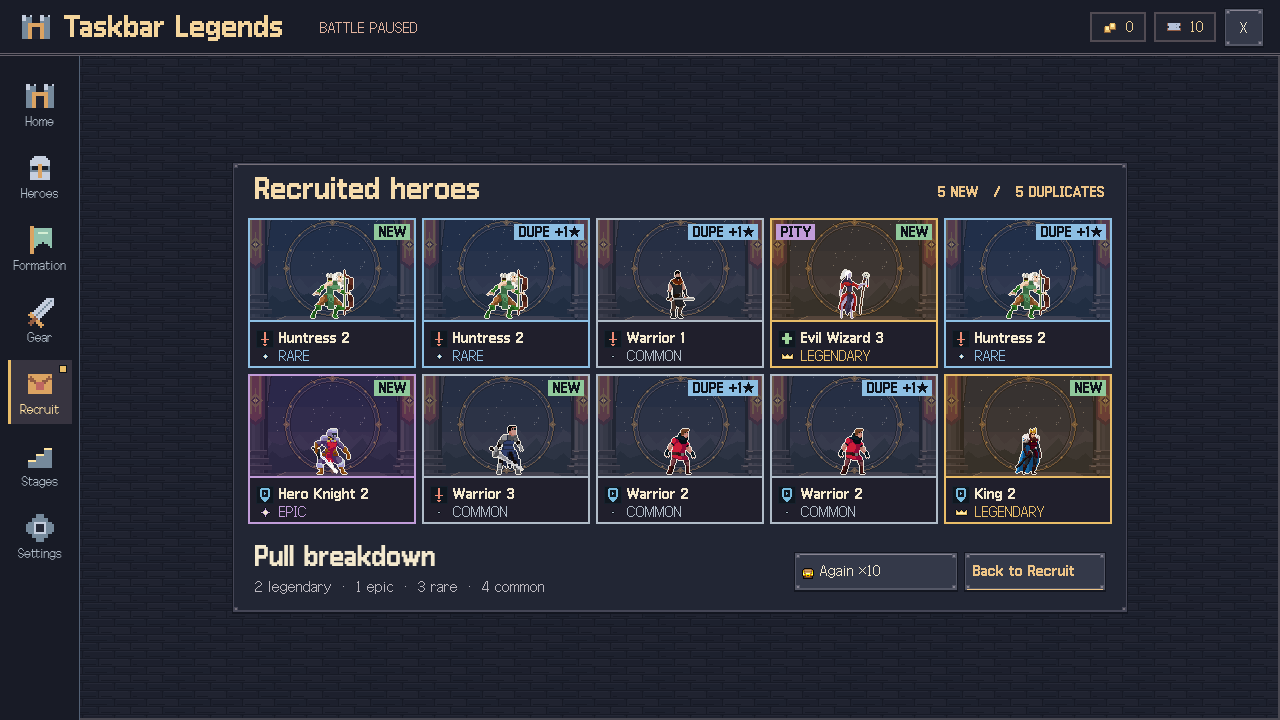 Taskbar Legends
BATTLE PAUSED
0
10
X
Home
Heroes
Formation
Gear
Recruit
Stages
Settings
Recruited heroes
5 NEW / 5 DUPLICATES
NEW
Huntress 2
RARE
DUPE +1★
Huntress 2
RARE
DUPE +1★
Warrior 1
COMMON
PITY
NEW
Evil Wizard 3
LEGENDARY
DUPE +1★
Huntress 2
RARE
NEW
Hero Knight 2
EPIC
NEW
Warrior 3
COMMON
DUPE +1★
Warrior 2
COMMON
DUPE +1★
Warrior 2
COMMON
NEW
King 2
LEGENDARY
Pull breakdown
2 legendary · 1 epic · 3 rare · 4 common
Again ×10
Back to Recruit